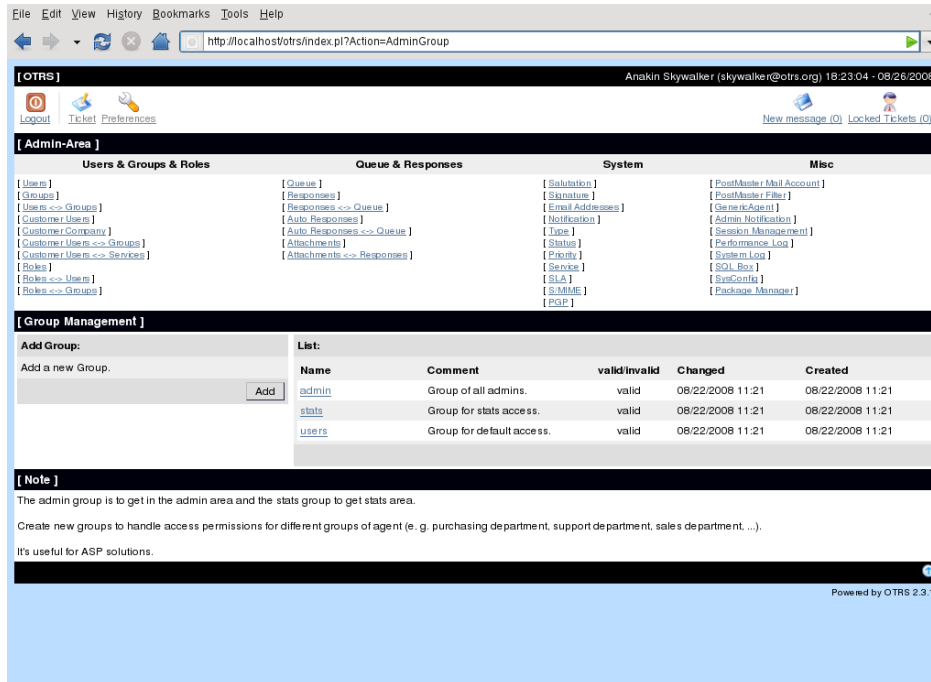 File Edit View History Bookmarks Tools Help
http://localhost/otrs/index.pl?Action=AdminGroup
[ OTRS ] Anakin Skywalker (skywalker@otrs.org) 18:23:04 - 08/26/2008
Logout Ticket Preferences New message (0) Locked Tickets (0)
[ Admin-Area ]
Users & Groups & Roles Queue & Responses System Misc
[ Users ] [ Queue ] [ Salutation ] [ PostMaster Mail Account ]
[ Groups ] [ Responses ] [ Signature ] [ PostMaster Filter ]
[ Users <-> Groups ] [ Responses <-> Queue ] [ Email Addresses ] [ GenericAgent ]
[ Customer Users ] [ Auto Responses ] [ Notification ] [ Admin Notification ]
[ Customer Company ] [ Auto Responses <-> Queue ] [ Type ] [ Session Management ]
[ Customer Users <-> Groups ] [ Attachments ] [ Status ] [ Performance Log ]
[ Customer Users <-> Services ] [ Attachments <-> Responses ] [ Priority ] [ System Log ]
[ Roles ] [ Service ] [ SQL Box ]
[ Roles <-> Users ] [ SLA ] [ SysConfig ]
[ Roles <-> Groups ] [ S/MIME ] [ Package Manager ]
[ PGP ]
[ Group Management ]
Add Group: List:
Add a new Group. Name Comment valid/invalid Changed Created
Add admin Group of all admins. valid 08/22/2008 11:21 08/22/2008 11:21
stats Group for stats access. valid 08/22/2008 11:21 08/22/2008 11:21
users Group for default access. valid 08/22/2008 11:21 08/22/2008 11:21
[ Note ]
The admin group is to get in the admin area and the stats group to get stats area.
Create new groups to handle access permissions for different groups of agent (e. g. purchasing department, support department, sales department, ...).
It's useful for ASP solutions.
Powered by OTRS 2.3.